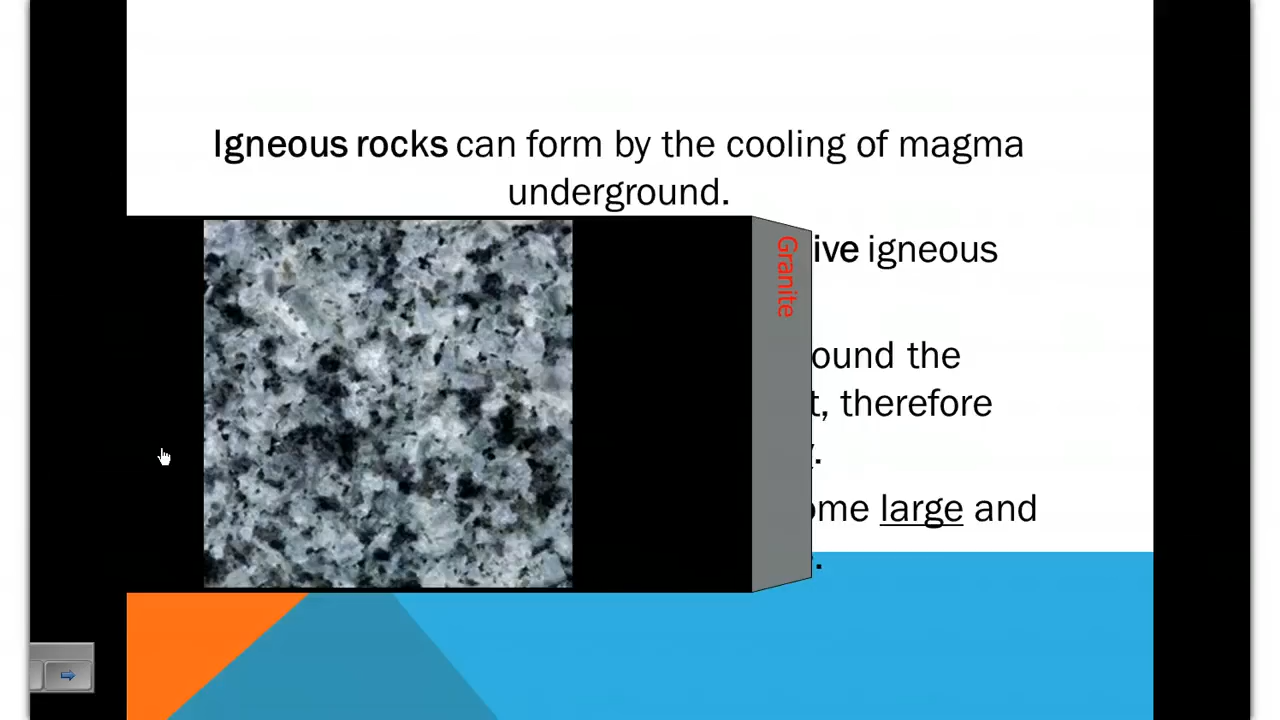 Igneous rocks can form by the cooling of magma
underground.
Granite
ive igneous
ound the
t, therefore
ome large and